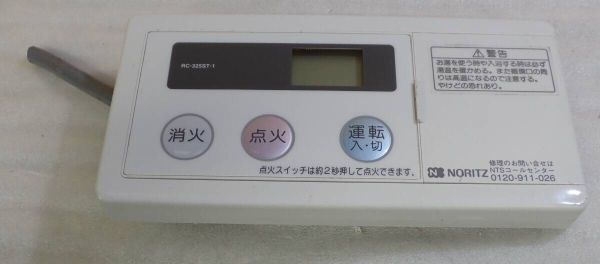 RC-325ST-1
消火
点火
運転
入・切
点火スイッチは約2秒押して点火できます。
⚠警告
お湯を使う時や入浴する時は必ず
湯温を確かめる。また循環口の周
りは高温になるので注意する。
やけどの恐れあり。
NORITZ
修理のお問い合せは
NTSコールセンター
0120-911-026